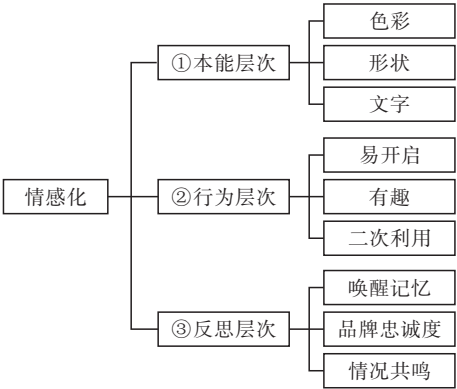 情感化
①本能层次
色彩
形状
文字
②行为层次
易开启
有趣
二次利用
③反思层次
唤醒记忆
品牌忠诚度
情况共鸣